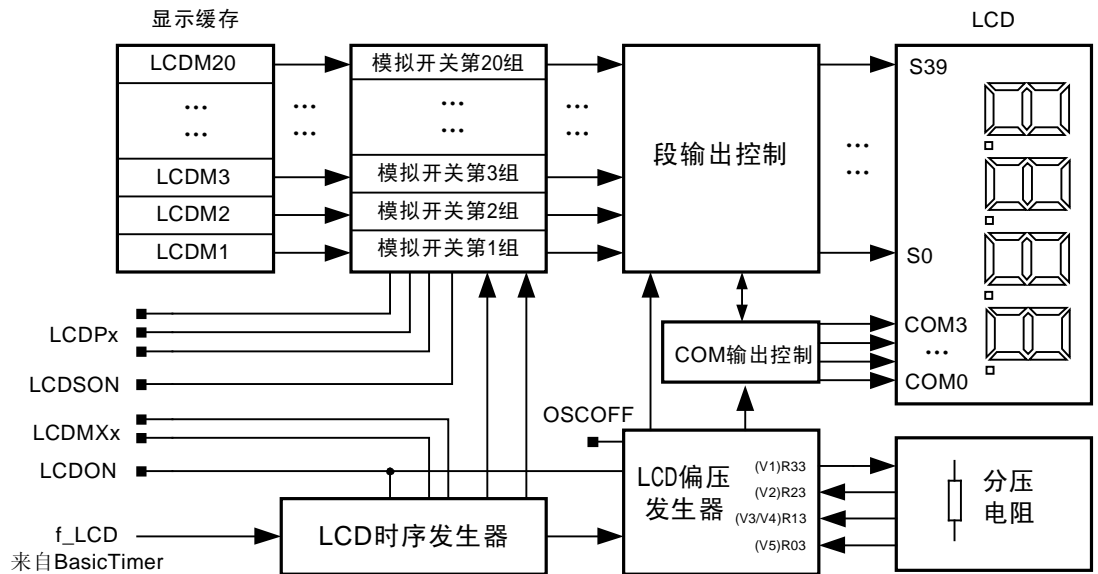 显示缓存
LCD
LCDM20
模拟开关第20组
S39
...
...
...
...
...
...
...
...
段输出控制
...
...
LCDM3
模拟开关第3组
LCDM2
模拟开关第2组
LCDM1
模拟开关第1组
S0
LCDPx
COM输出控制
COM3
...
COM0
LCDSON
OSCOFF
LCDMXx
LCDON
LCD偏压
发生器
(V1)R33
(V2)R23
(V3/V4)R13
(V5)R03
分压
电阻
f_LCD
来自BasicTimer
LCD时序发生器